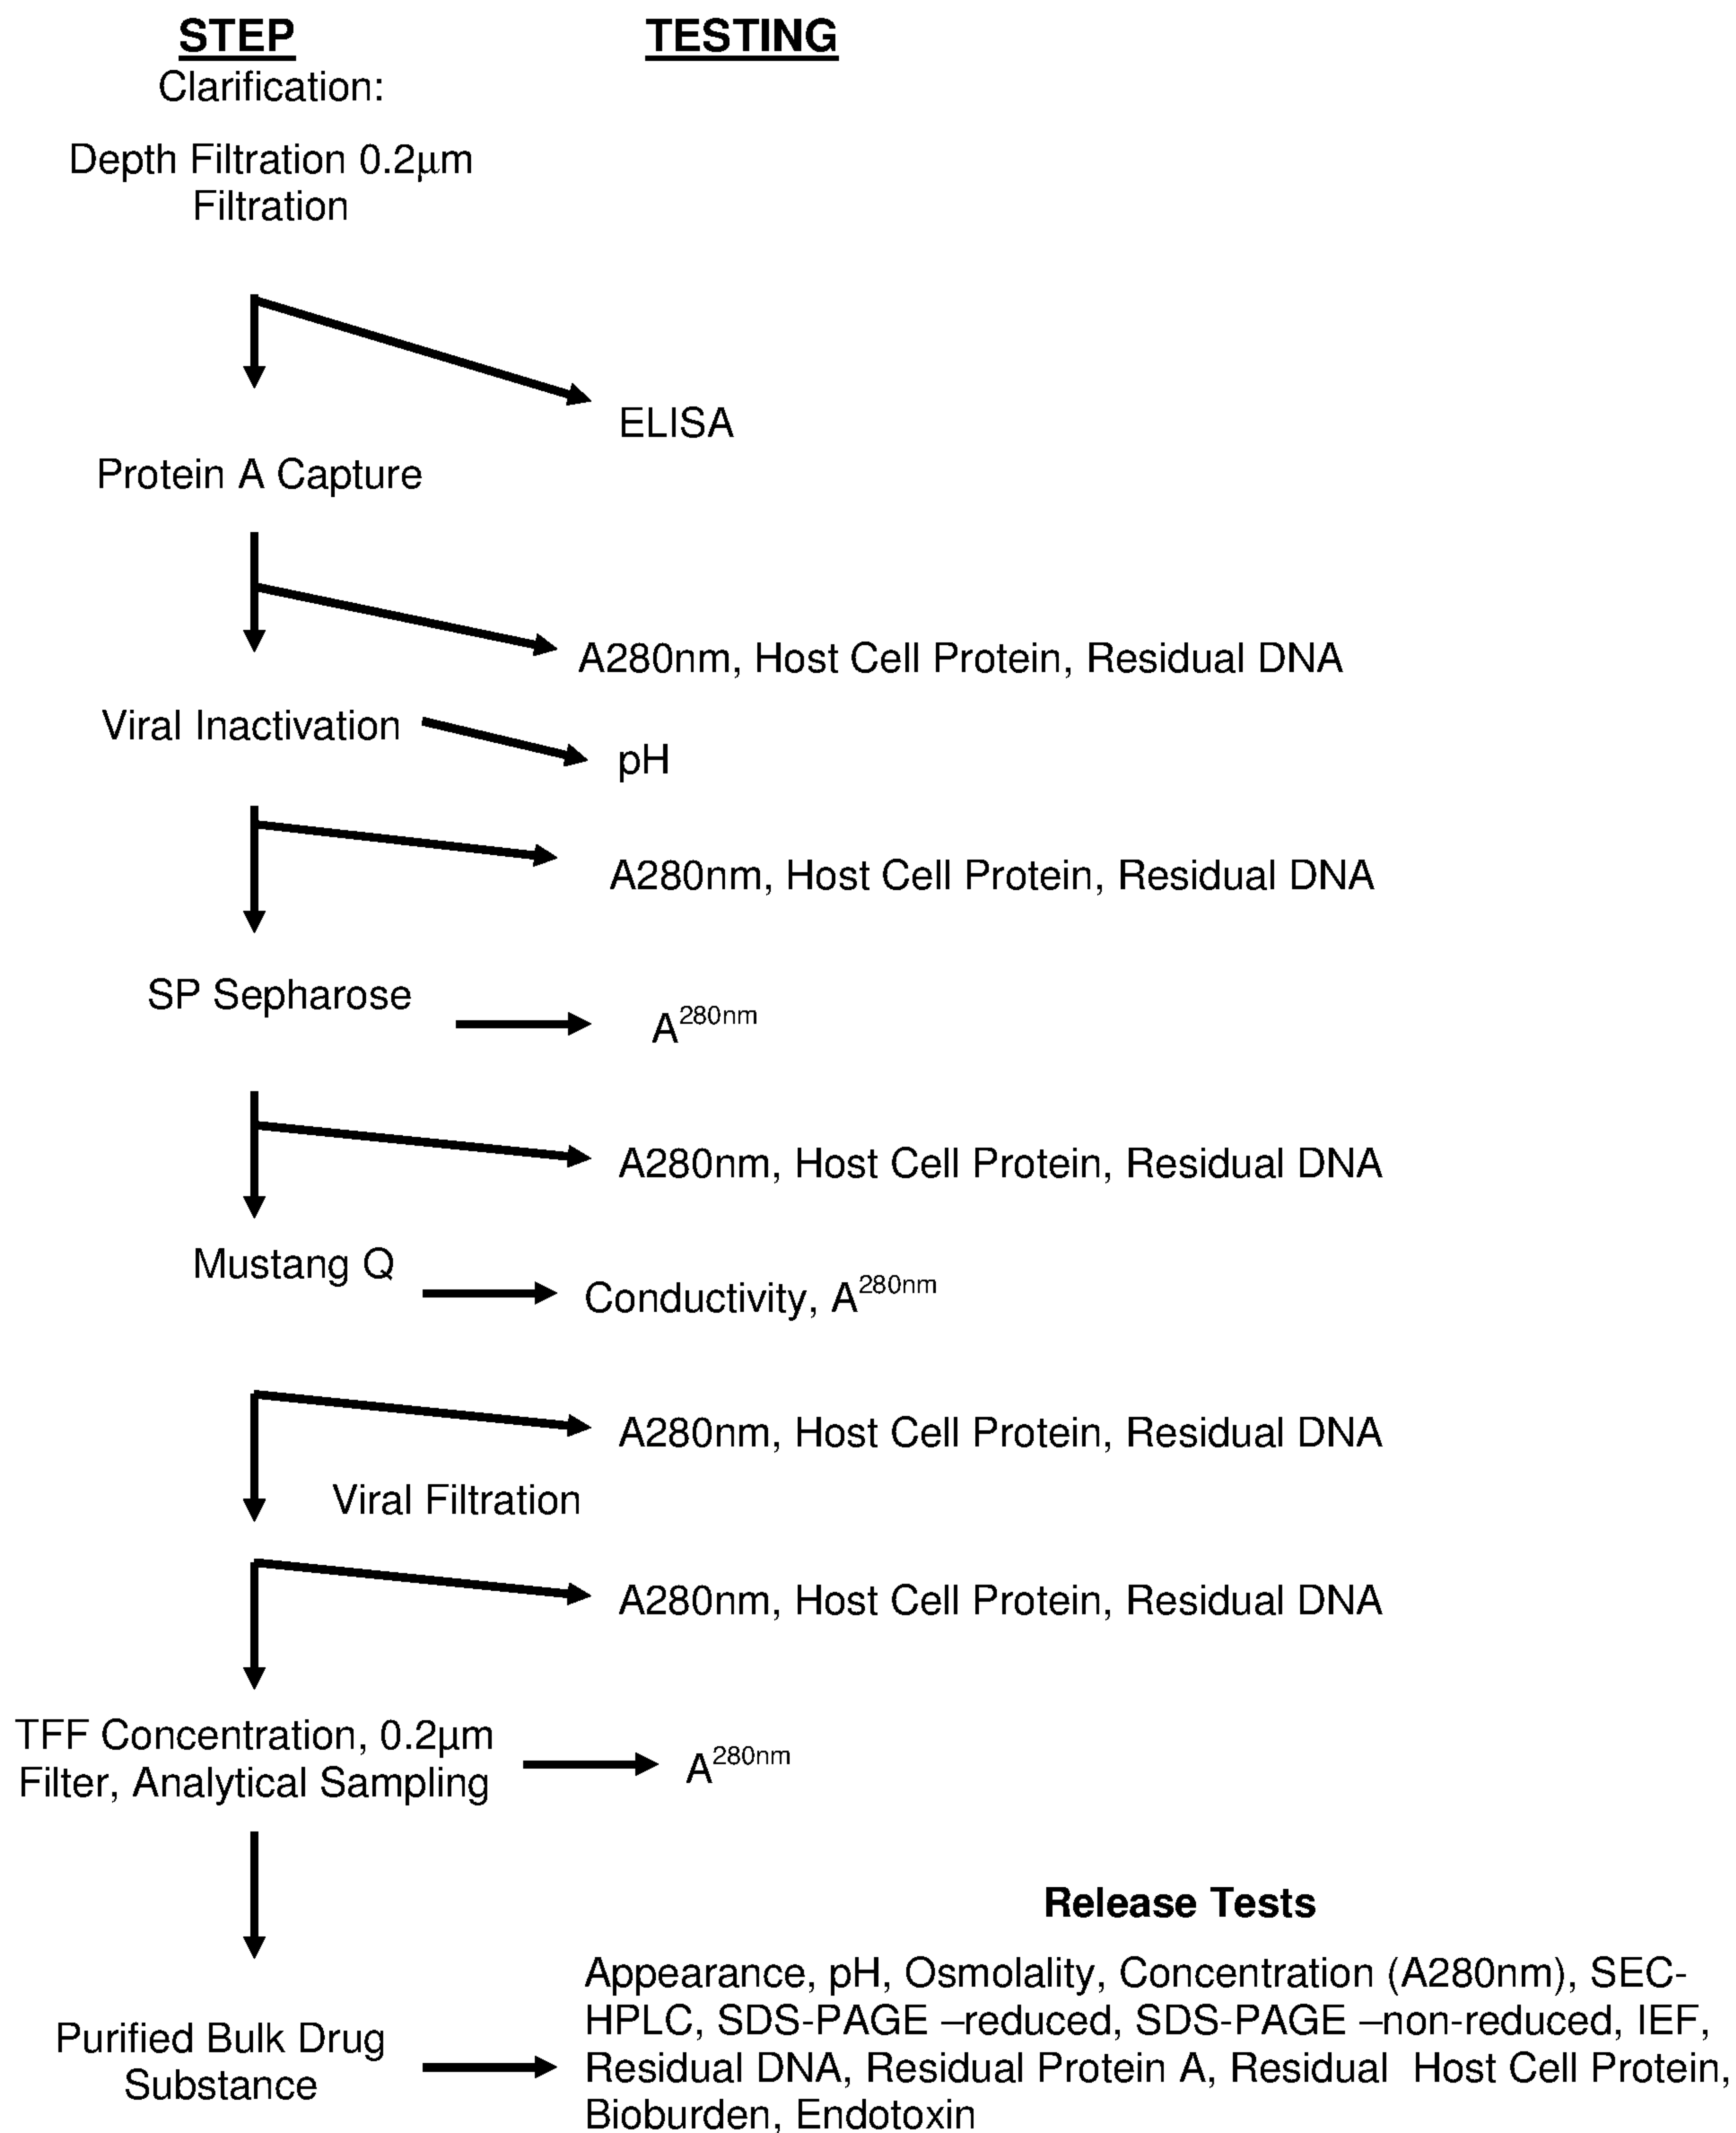 STEP
TESTING
Clarification:
Depth Filtration 0.2µm
Filtration
ELISA
Protein A Capture
A280nm, Host Cell Protein, Residual DNA
Viral Inactivation
pH
A280nm, Host Cell Protein, Residual DNA
SP Sepharose
A280nm
A280nm, Host Cell Protein, Residual DNA
Mustang Q
Conductivity, A280nm
A280nm, Host Cell Protein, Residual DNA
Viral Filtration
A280nm, Host Cell Protein, Residual DNA
TFF Concentration, 0.2µm
Filter, Analytical Sampling
A280nm
Release Tests
Appearance, pH, Osmolality, Concentration (A280nm), SEC-
HPLC, SDS-PAGE –reduced, SDS-PAGE –non-reduced, IEF,
Residual DNA, Residual Protein A, Residual Host Cell Protein,
Bioburden, Endotoxin
Purified Bulk Drug
Substance